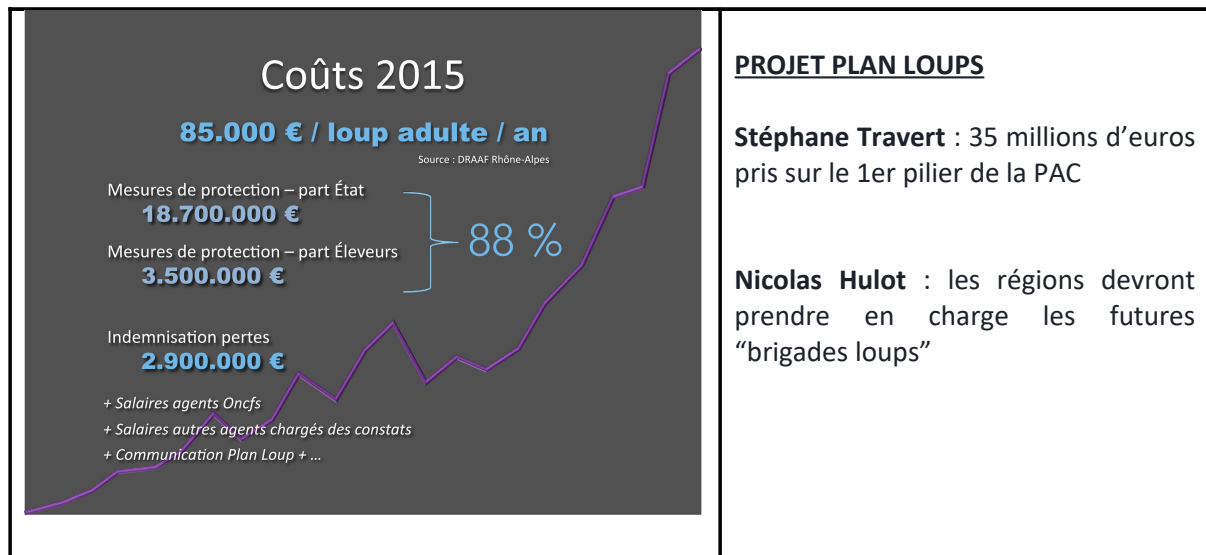 Coûts 2015
85.000 € / loup adulte / an
Source : DRAAF Rhône-Alpes
Mesures de protection – part État
18.700.000 €
Mesures de protection – part Éleveurs
3.500.000 €
88 %
Indemnisation pertes
2.900.000 €
+ Salaires agents Oncfs
+ Salaires autres agents chargés des constats
+ Communication Plan Loup + ...
PROJET PLAN LOUPS
Stéphane Travert : 35 millions d’euros
pris sur le 1er pilier de la PAC
Nicolas Hulot : les régions devront
prendre en charge les futures
“brigades loups”